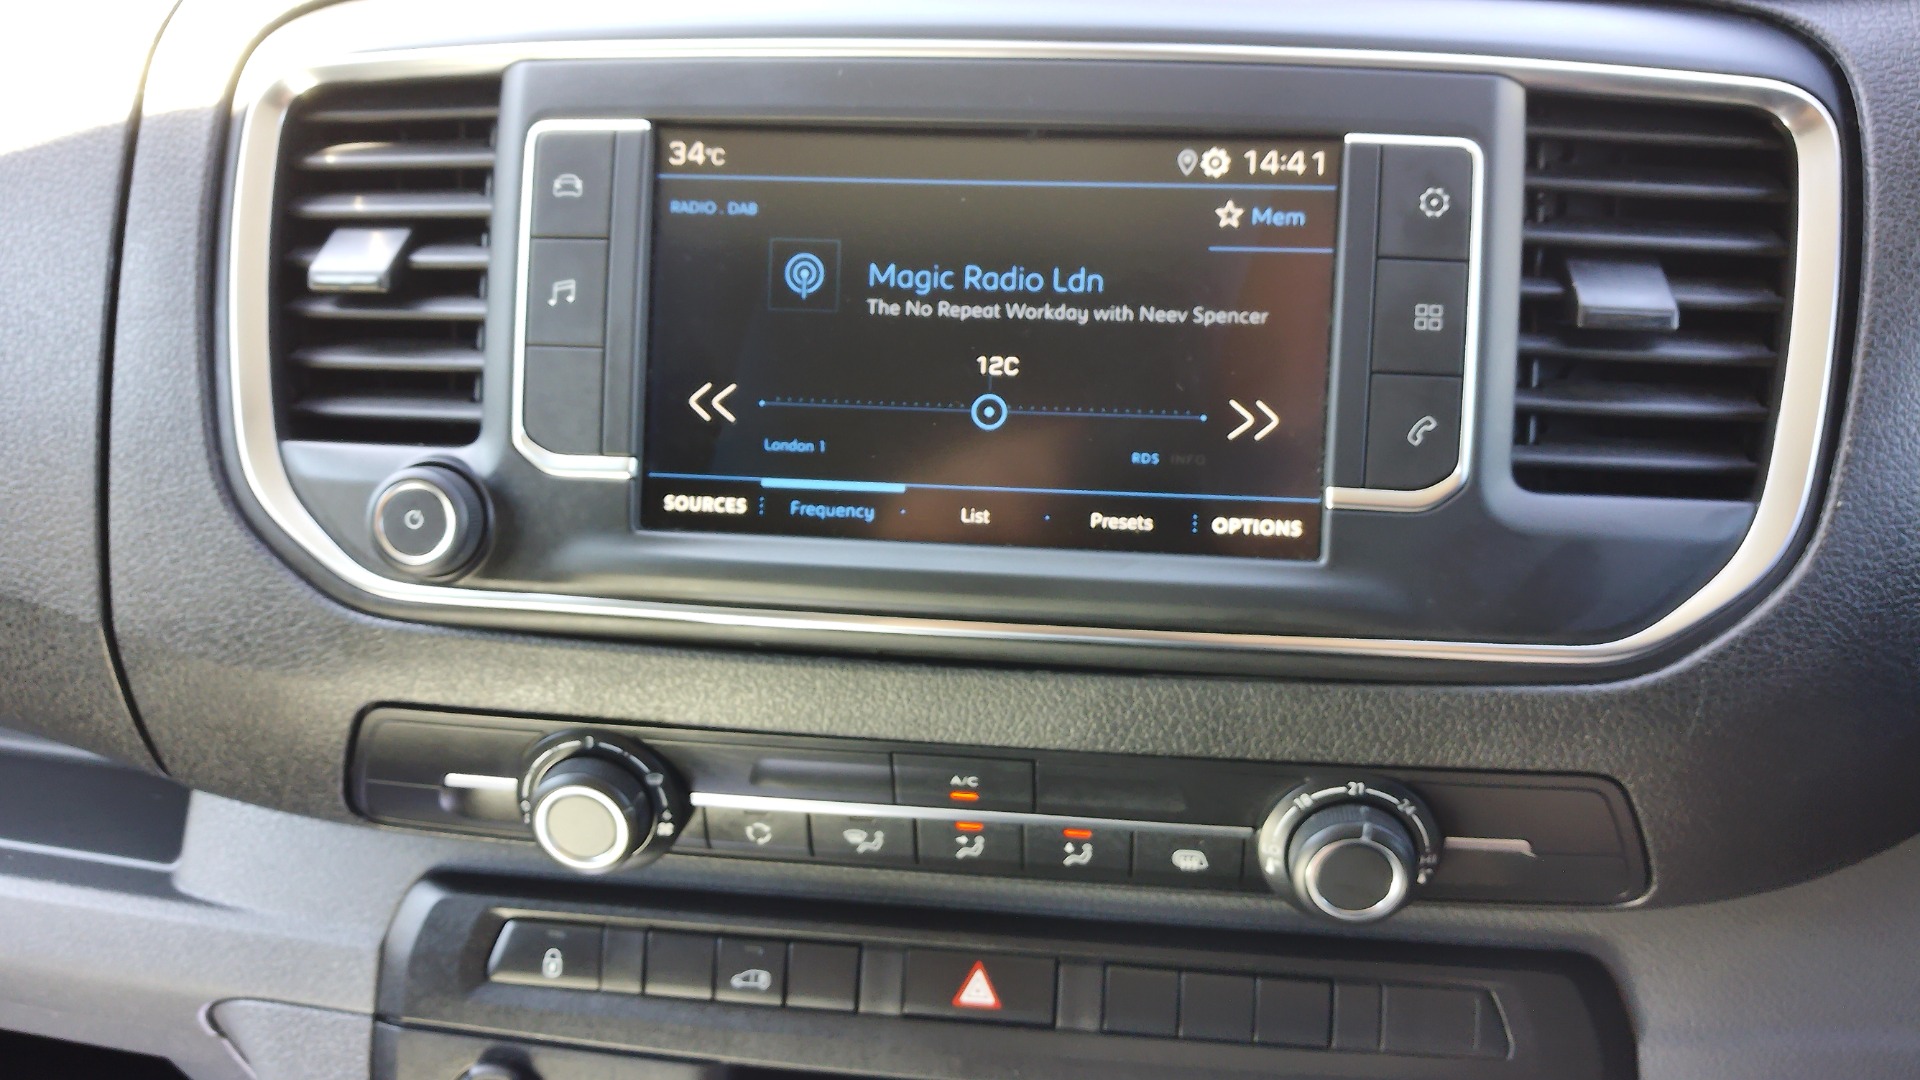 34°C
14:41
RADIO . DAB
Mem
Magic Radio Ldn
The No Repeat Workday with Neev Spencer
12C
London 1
RDS INFO
SOURCES Frequency List Presets OPTIONS
A/C
18 21 24